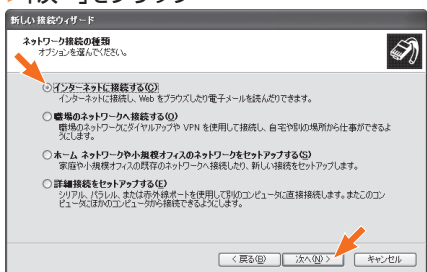 新しい接続ウィザード
ネットワーク接続の種類
オプションを選んでください。
インターネットに接続する(C)
インターネットに接続し、Web をブラウズしたり電子メールを読んだりできます。
職場のネットワークへ接続する(O)
職場のネットワークにダイヤルアップや VPN を使用して接続し、自宅や別の場所から仕事ができるよ
うにします。
ホーム ネットワークや小規模オフィスのネットワークをセットアップする(S)
家庭や小規模オフィスの既存のネットワークへ接続したり、新しい接続をセットアップします。
詳細接続をセットアップする(E)
シリアル、パラレル、または赤外線ポートを使用して別のコンピュータに直接接続します。またこのコン
ピュータにほかのコンピュータから接続できるようにします。
< 戻る(B) 次へ(N) > キャンセル